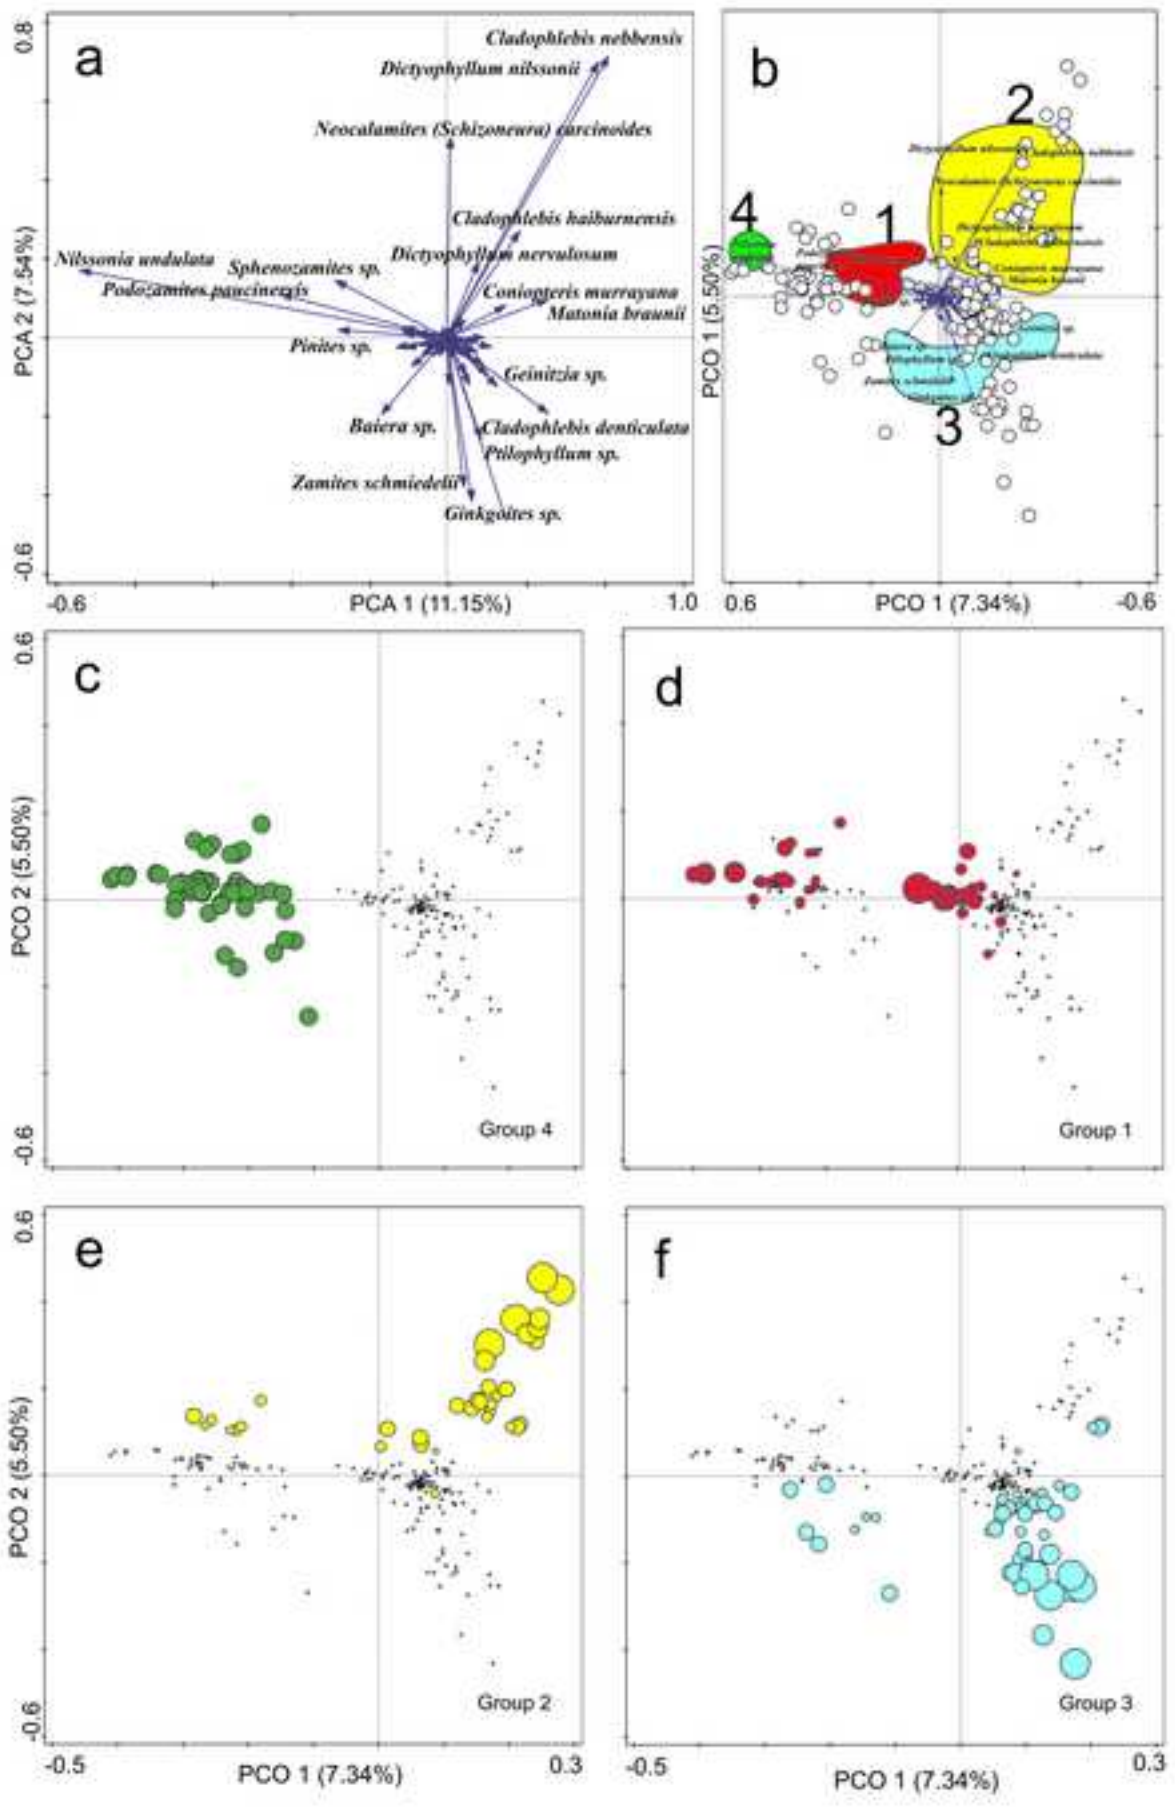 a
0.8
Cladophlebis nebbensis
Dictyophyllum nilssonii
Neocalamites (Schizoneura) carcinoides
Cladophlebis haiburnensis
Dictyophyllum nervulosum
Nilssonia undulata
Sphenozamites sp.
Podozamites paucinervis
Coniopteris murrayana
Matonia braunii
Pinites sp.
Geinitzia sp.
Baiera sp.
Cladophlebis denticulata
Ptilophyllum sp.
Zamites schmiedelii
Ginkgoites sp.
PCA 2 (7.54%)
-0.6
-0.6
PCA 1 (11.15%)
1.0
b
2
4
1
3
Coniopteris murrayana
Matonia braunii
PCO 1 (5.50%)
0.6
PCO 1 (7.34%)
-0.6
c
0.6
PCO 2 (5.50%)
-0.6
Group 4
d
Group 1
e
0.6
PCO 2 (5.50%)
-0.6
Group 2
-0.5
PCO 1 (7.34%)
0.3
f
Group 3
-0.5
PCO 1 (7.34%)
0.3